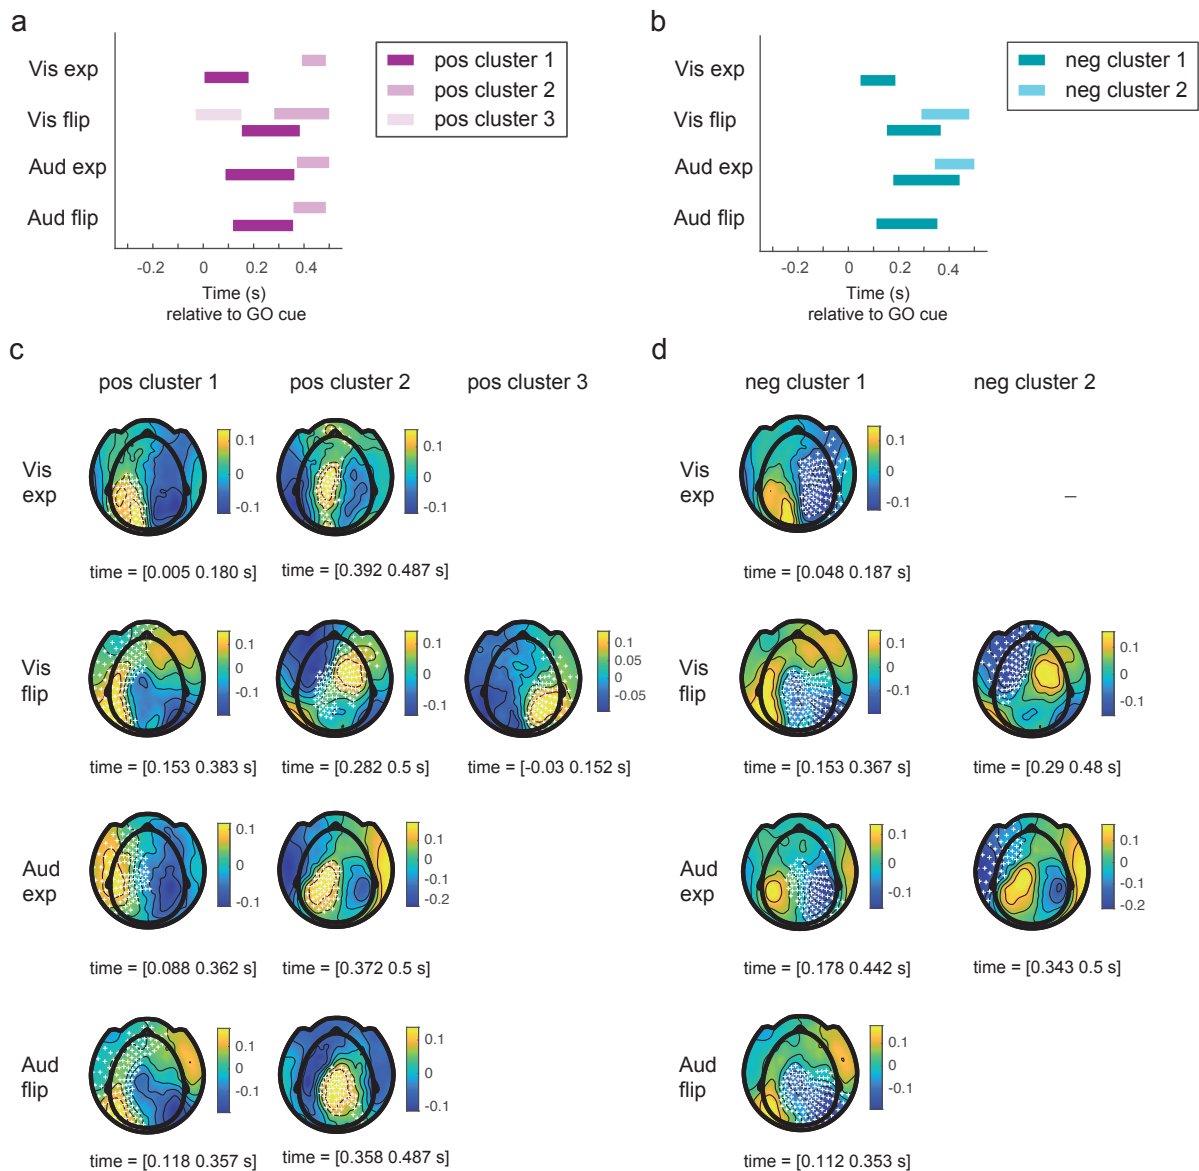 a
Vis exp
Vis flip
Aud exp
Aud flip
pos cluster 1
pos cluster 2
pos cluster 3
-0.2 0 0.2 0.4
Time (s)
relative to GO cue
b
Vis exp
Vis flip
Aud exp
Aud flip
neg cluster 1
neg cluster 2
-0.2 0 0.2 0.4
Time (s)
relative to GO cue
c
pos cluster 1 pos cluster 2 pos cluster 3
Vis
exp
0.1
0
-0.1
0.1
0
-0.1
time = [0.005 0.180 s] time = [0.392 0.487 s]
Vis
flip
0.1
0
-0.1
0.1
0
-0.1
0.1
0.05
0
-0.05
time = [0.153 0.383 s] time = [0.282 0.5 s] time = [-0.03 0.152 s]
Aud
exp
0.1
0
-0.1
0.1
0
-0.1
-0.2
time = [0.088 0.362 s] time = [0.372 0.5 s]
Aud
flip
0.1
0
-0.1
0.1
0
-0.1
time = [0.118 0.357 s] time = [0.358 0.487 s]
d
neg cluster 1 neg cluster 2
Vis
exp
0.1
0
-0.1
–
time = [0.048 0.187 s]
Vis
flip
0.1
0
-0.1
0.1
0
-0.1
time = [0.153 0.367 s] time = [0.29 0.48 s]
Aud
exp
0.1
0
-0.1
0.1
0
-0.1
-0.2
time = [0.178 0.442 s] time = [0.343 0.5 s]
Aud
flip
0.1
0
-0.1
time = [0.112 0.353 s]